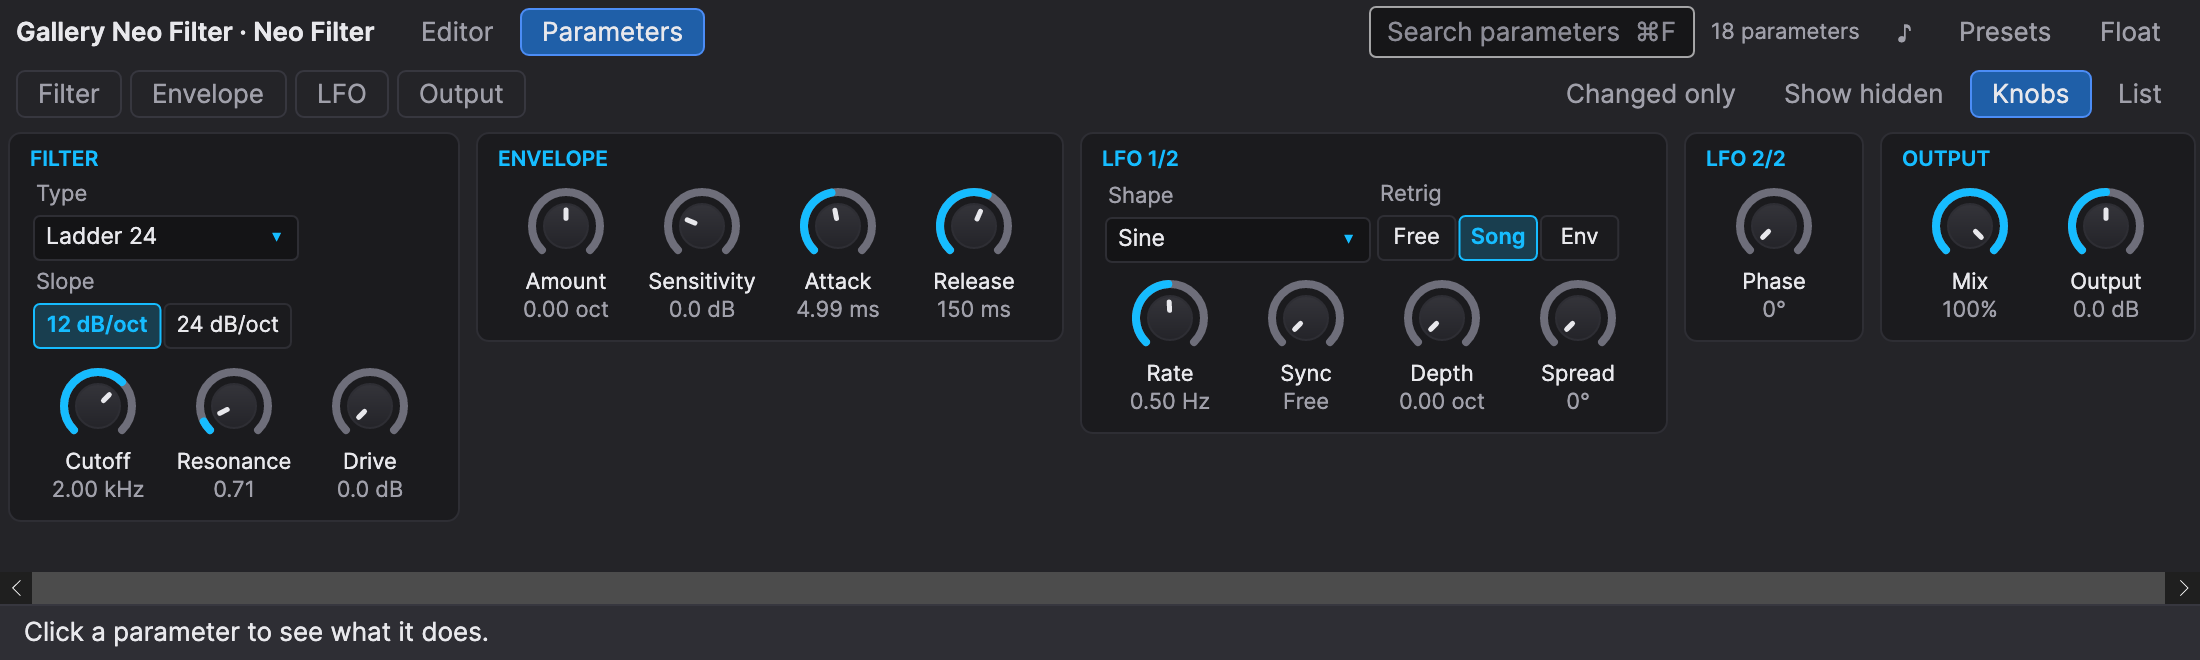 Gallery Neo Filter · Neo Filter Editor Parameters Search parameters ⌘F 18 parameters Presets Float
Filter Envelope LFO Output Changed only Show hidden Knobs List
FILTER
Type
Ladder 24
Slope
12 dB/oct 24 dB/oct
Cutoff Resonance Drive
2.00 kHz 0.71 0.0 dB
ENVELOPE
Amount Sensitivity Attack Release
0.00 oct 0.0 dB 4.99 ms 150 ms
LFO 1/2
Shape Retrig
Sine Free Song Env
Rate Sync Depth Spread
0.50 Hz Free 0.00 oct 0°
LFO 2/2
Phase
0°
OUTPUT
Mix Output
100% 0.0 dB
Click a parameter to see what it does.